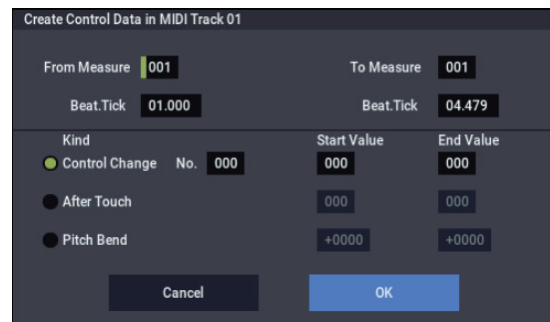 Create Control Data in MIDI Track 01
From Measure 001 To Measure 001
Beat.Tick 01.000 Beat.Tick 04.479
Kind Start Value End Value
Control Change No. 000 000 000
After Touch 000 000
Pitch Bend +0000 +0000
Cancel OK